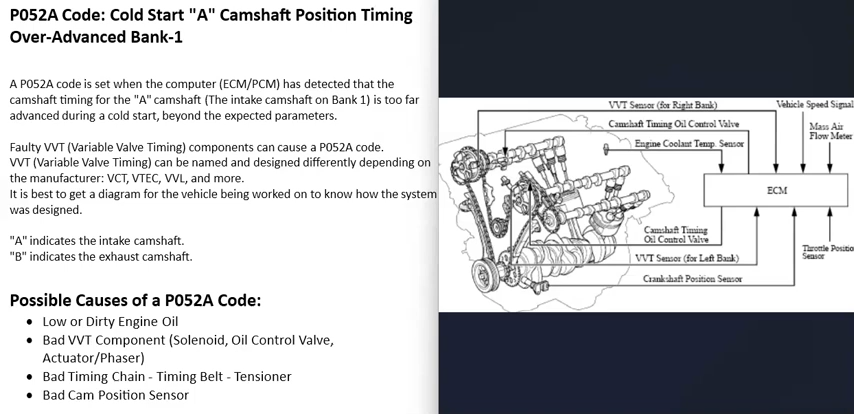 P052A Code: Cold Start "A" Camshaft Position Timing
Over-Advanced Bank-1
A P052A code is set when the computer (ECM/PCM) has detected that the
camshaft timing for the "A" camshaft (The intake camshaft on Bank 1) is too far
advanced during a cold start, beyond the expected parameters.
Faulty VVT (Variable Valve Timing) components can cause a P052A code.
VVT (Variable Valve Timing) can be named and designed differently depending on
the manufacturer: VCT, VTEC, VVL, and more.
It is best to get a diagram for the vehicle being worked on to know how the system
was designed.
"A" indicates the intake camshaft.
"B" indicates the exhaust camshaft.
Possible Causes of a P052A Code:
• Low or Dirty Engine Oil
• Bad VVT Component (Solenoid, Oil Control Valve,
Actuator/Phaser)
• Bad Timing Chain - Timing Belt - Tensioner
• Bad Cam Position Sensor
VVT Sensor (for Right Bank)
Vehicle Speed Signal
Camshaft Timing Oil Control Valve
Mass Air
Flow Meter
Engine Coolant Temp. Sensor
ECM
Camshaft Timing
Oil Control Valve
Throttle Positio
Sensor
VVT Sensor (for Left Bank)
Crankshaft Position Sensor